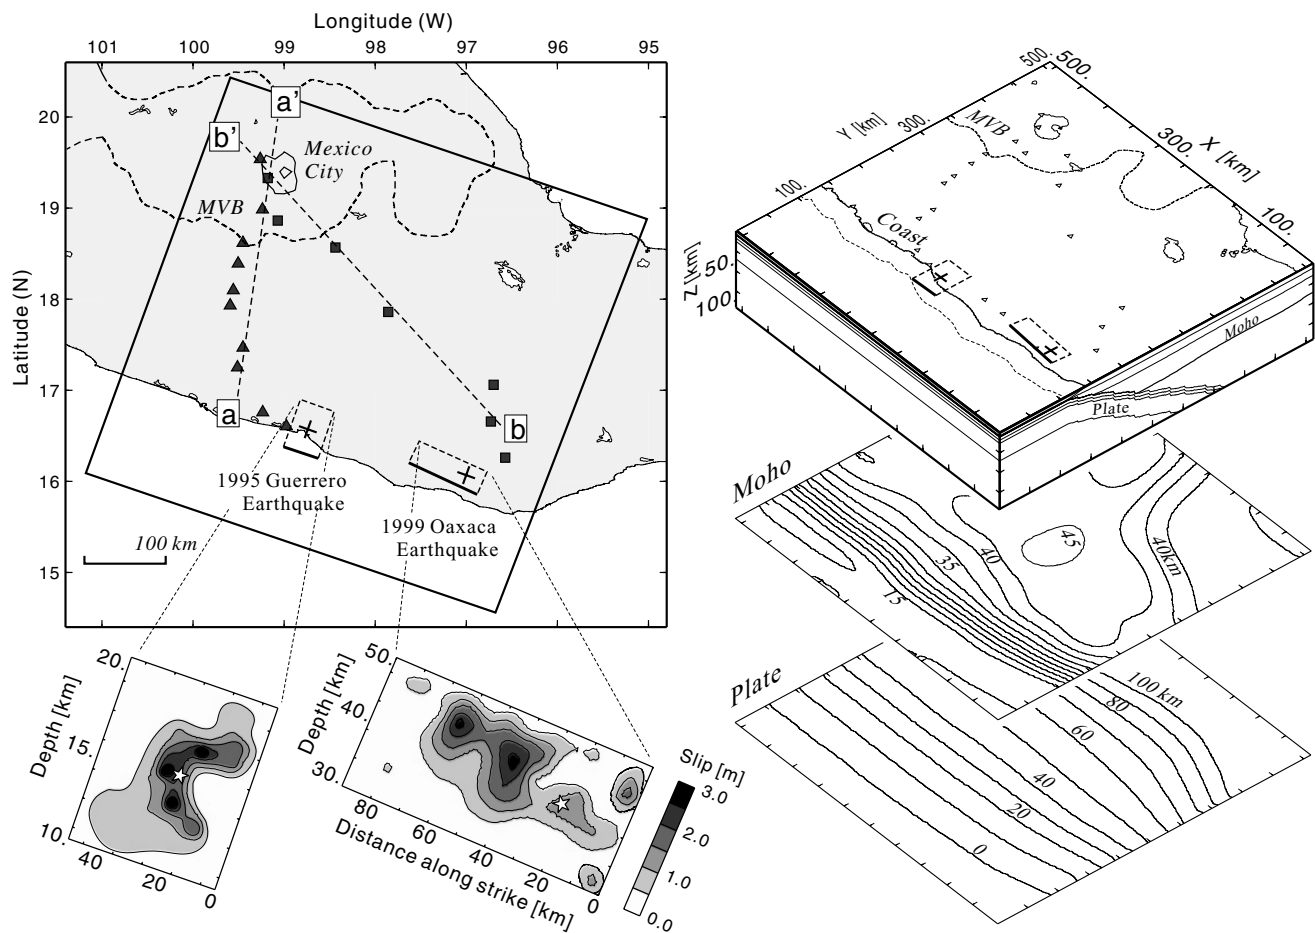 Longitude (W)
101 100 99 98 97 96 95
Latitude (N)
20
19
18
17
16
15
a'
b'
Mexico
City
MVB
a
b
1995 Guerrero
Earthquake
1999 Oaxaca
Earthquake
100 km
Depth [km]
20.
15.
10.
40
20
0
Depth [km]
50.
40.
30.
80
60
40
20
0
Distance along strike [km]
Slip [m]
3.0
2.0
1.0
0.0
500.
500.
Y [km]
300.
100.
X [km]
300.
100.
Z [km]
50.
100.
MVB
Coast
Moho
Plate
Moho
15
35
40
45
40km
Plate
100 km
80
60
40
20
0